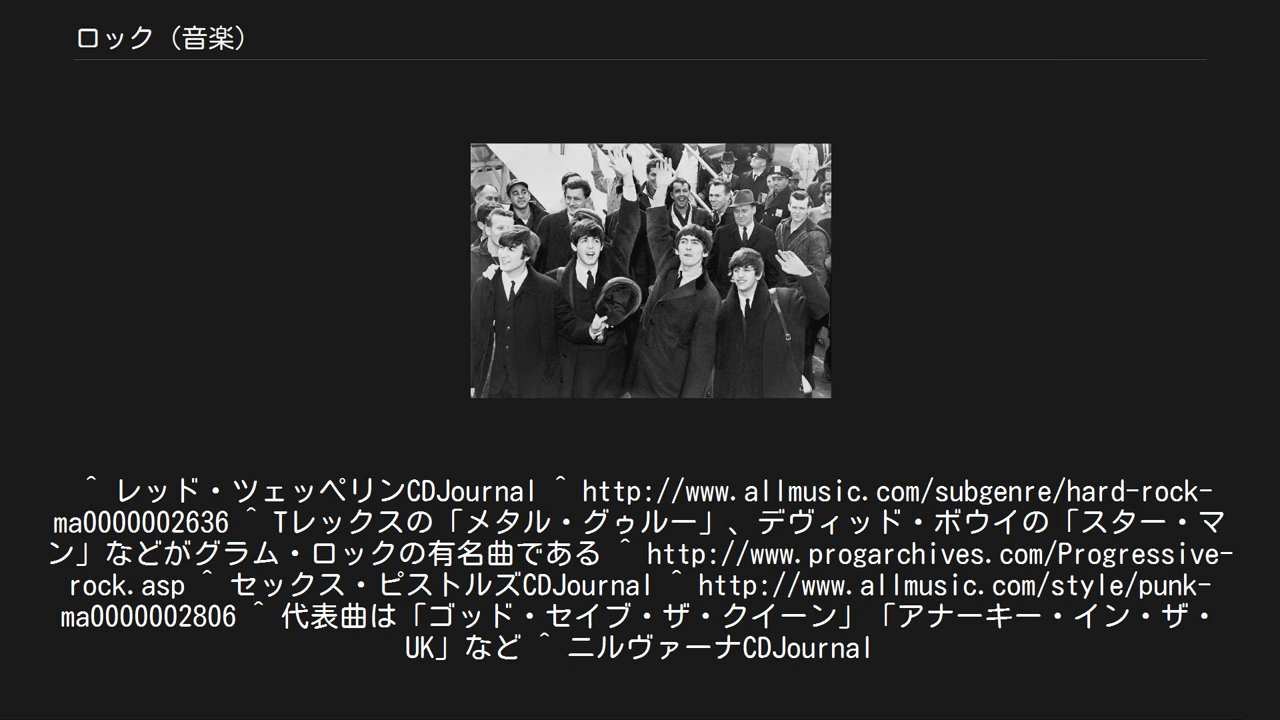 ロック（音楽）
^ レッド・ツェッペリンCDJournal ^ http://www.allmusic.com/subgenre/hard-rock-
ma0000002636 ^ Tレックスの「メタル・グゥルー」、デヴィッド・ボウイの「スター・マ
ン」などがグラム・ロックの有名曲である ^ http://www.progarchives.com/Progressive-
rock.asp ^ セックス・ピストルズCDJournal ^ http://www.allmusic.com/style/punk-
ma0000002806 ^ 代表曲は「ゴッド・セイブ・ザ・クイーン」「アナーキー・イン・ザ・
UK」など ^ ニルヴァーナCDJournal